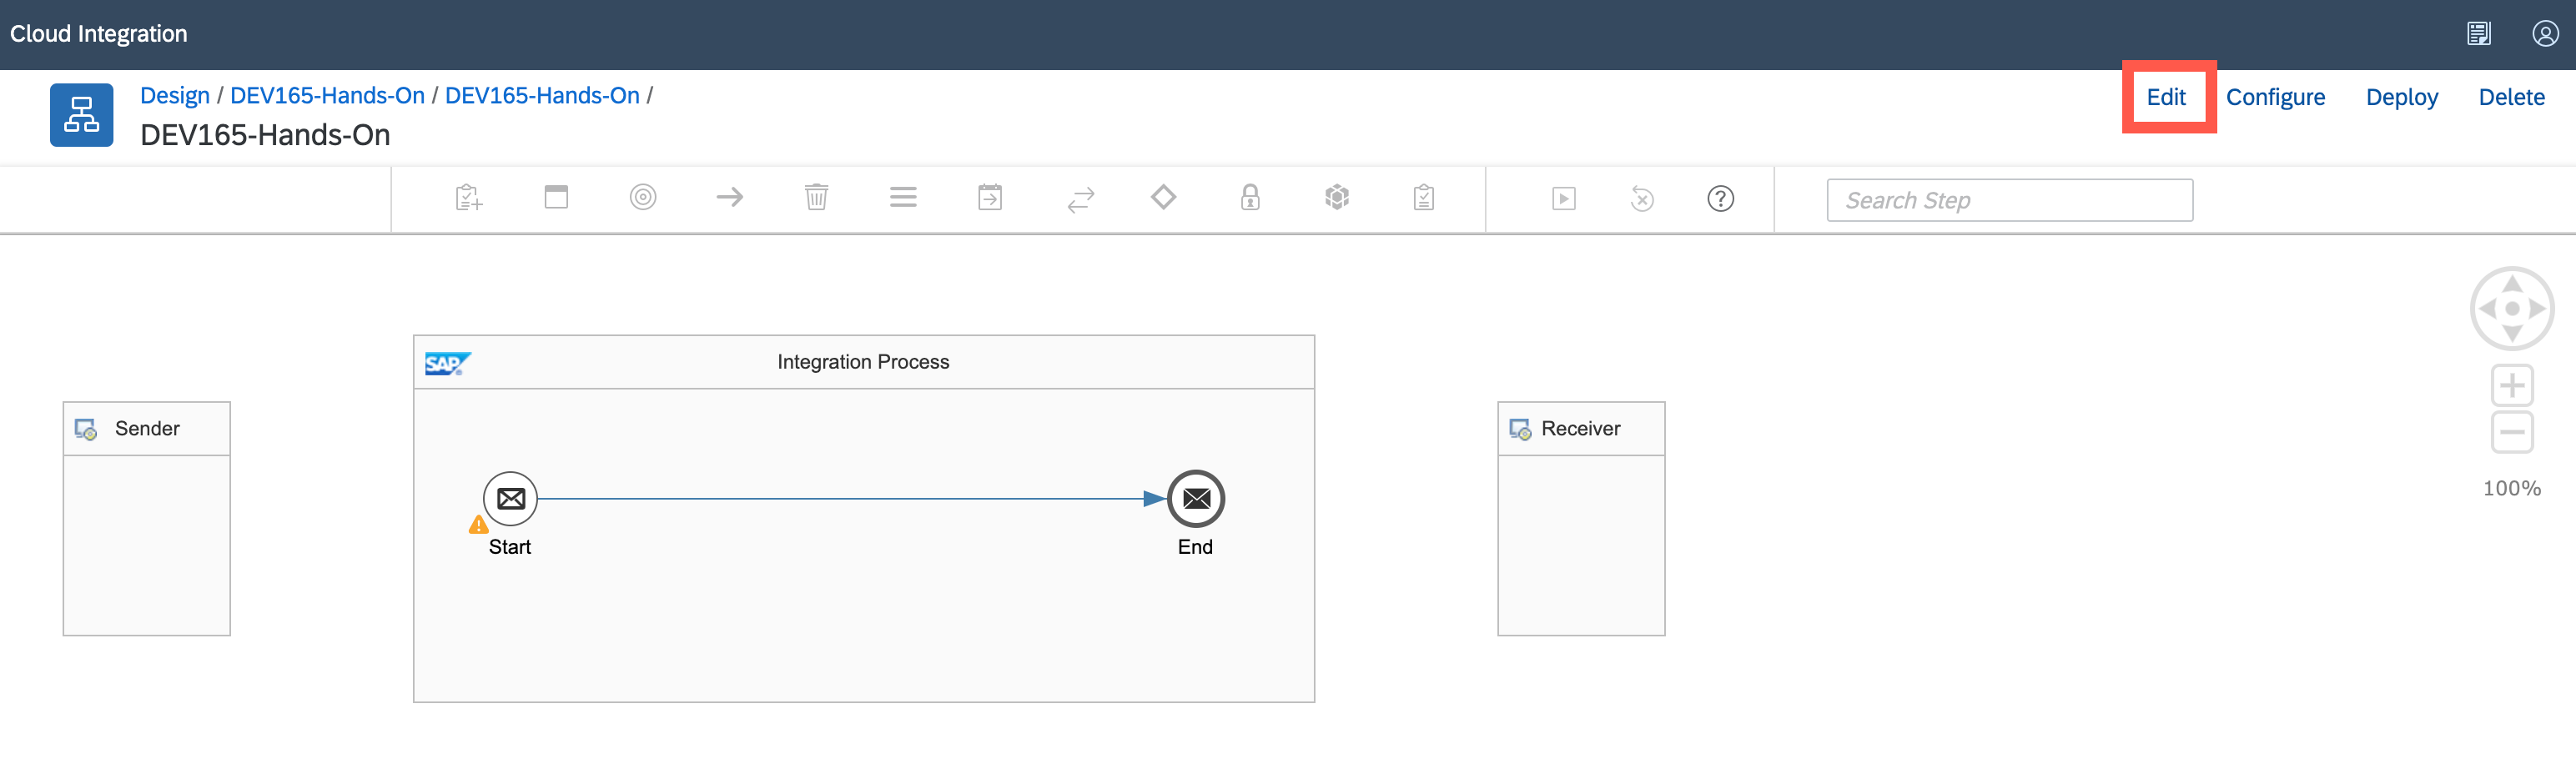 Cloud Integration
Design / DEV165-Hands-On / DEV165-Hands-On /
DEV165-Hands-On
Edit Configure Deploy Delete
Search Step
SAP
Integration Process
Sender
Receiver
Start
End
100%